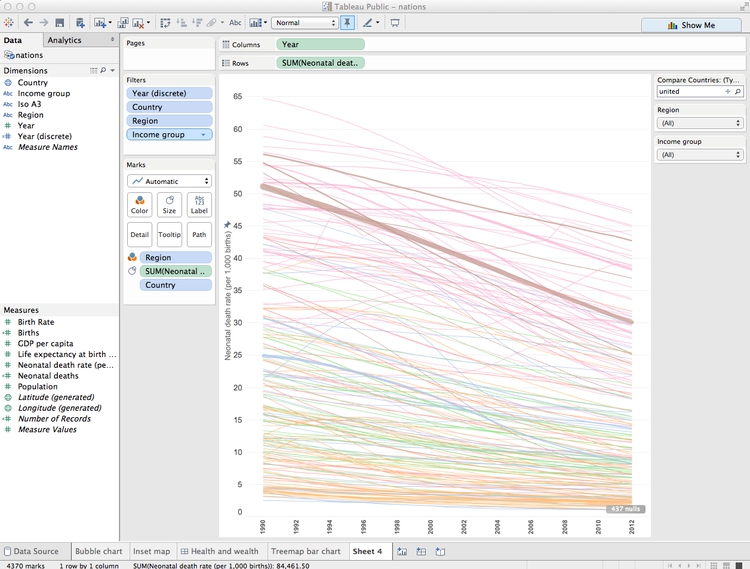 Tableau Public - nations
Abc
Normal
Show Me
Data
Analytics
nations
Dimensions
Country
Abc Income group
Abc Iso A3
Abc Region
Year
Year (discrete)
Abc Measure Names
Measures
Birth Rate
Births
GDP per capita
Life expectancy at birth ...
Neonatal death rate (pe...
Neonatal deaths
Population
Latitude (generated)
Longitude (generated)
Number of Records
Measure Values
Pages
Filters
Year (discrete)
Country
Region
Income group
Marks
Automatic
Abc
123
Color Size Label
Detail Tooltip Path
Region
SUM(Neonatal ..
Country
Columns Year
Rows SUM(Neonatal deat..
Neonatal death rate (per 1,000 births)
65
60
55
50
45
40
35
30
25
20
15
10
5
0
1990 1992 1994 1996 1998 2000 2002 2004 2006 2008 2010 2012
437 nulls
Compare Countries: (Ty...
united
Region
(All)
Income group
(All)
Data Source
Bubble chart
Inset map
Health and wealth
Treemap bar chart
Sheet 4
4370 marks 1 row by 1 column SUM(Neonatal death rate (per 1,000 births)): 84,461.50